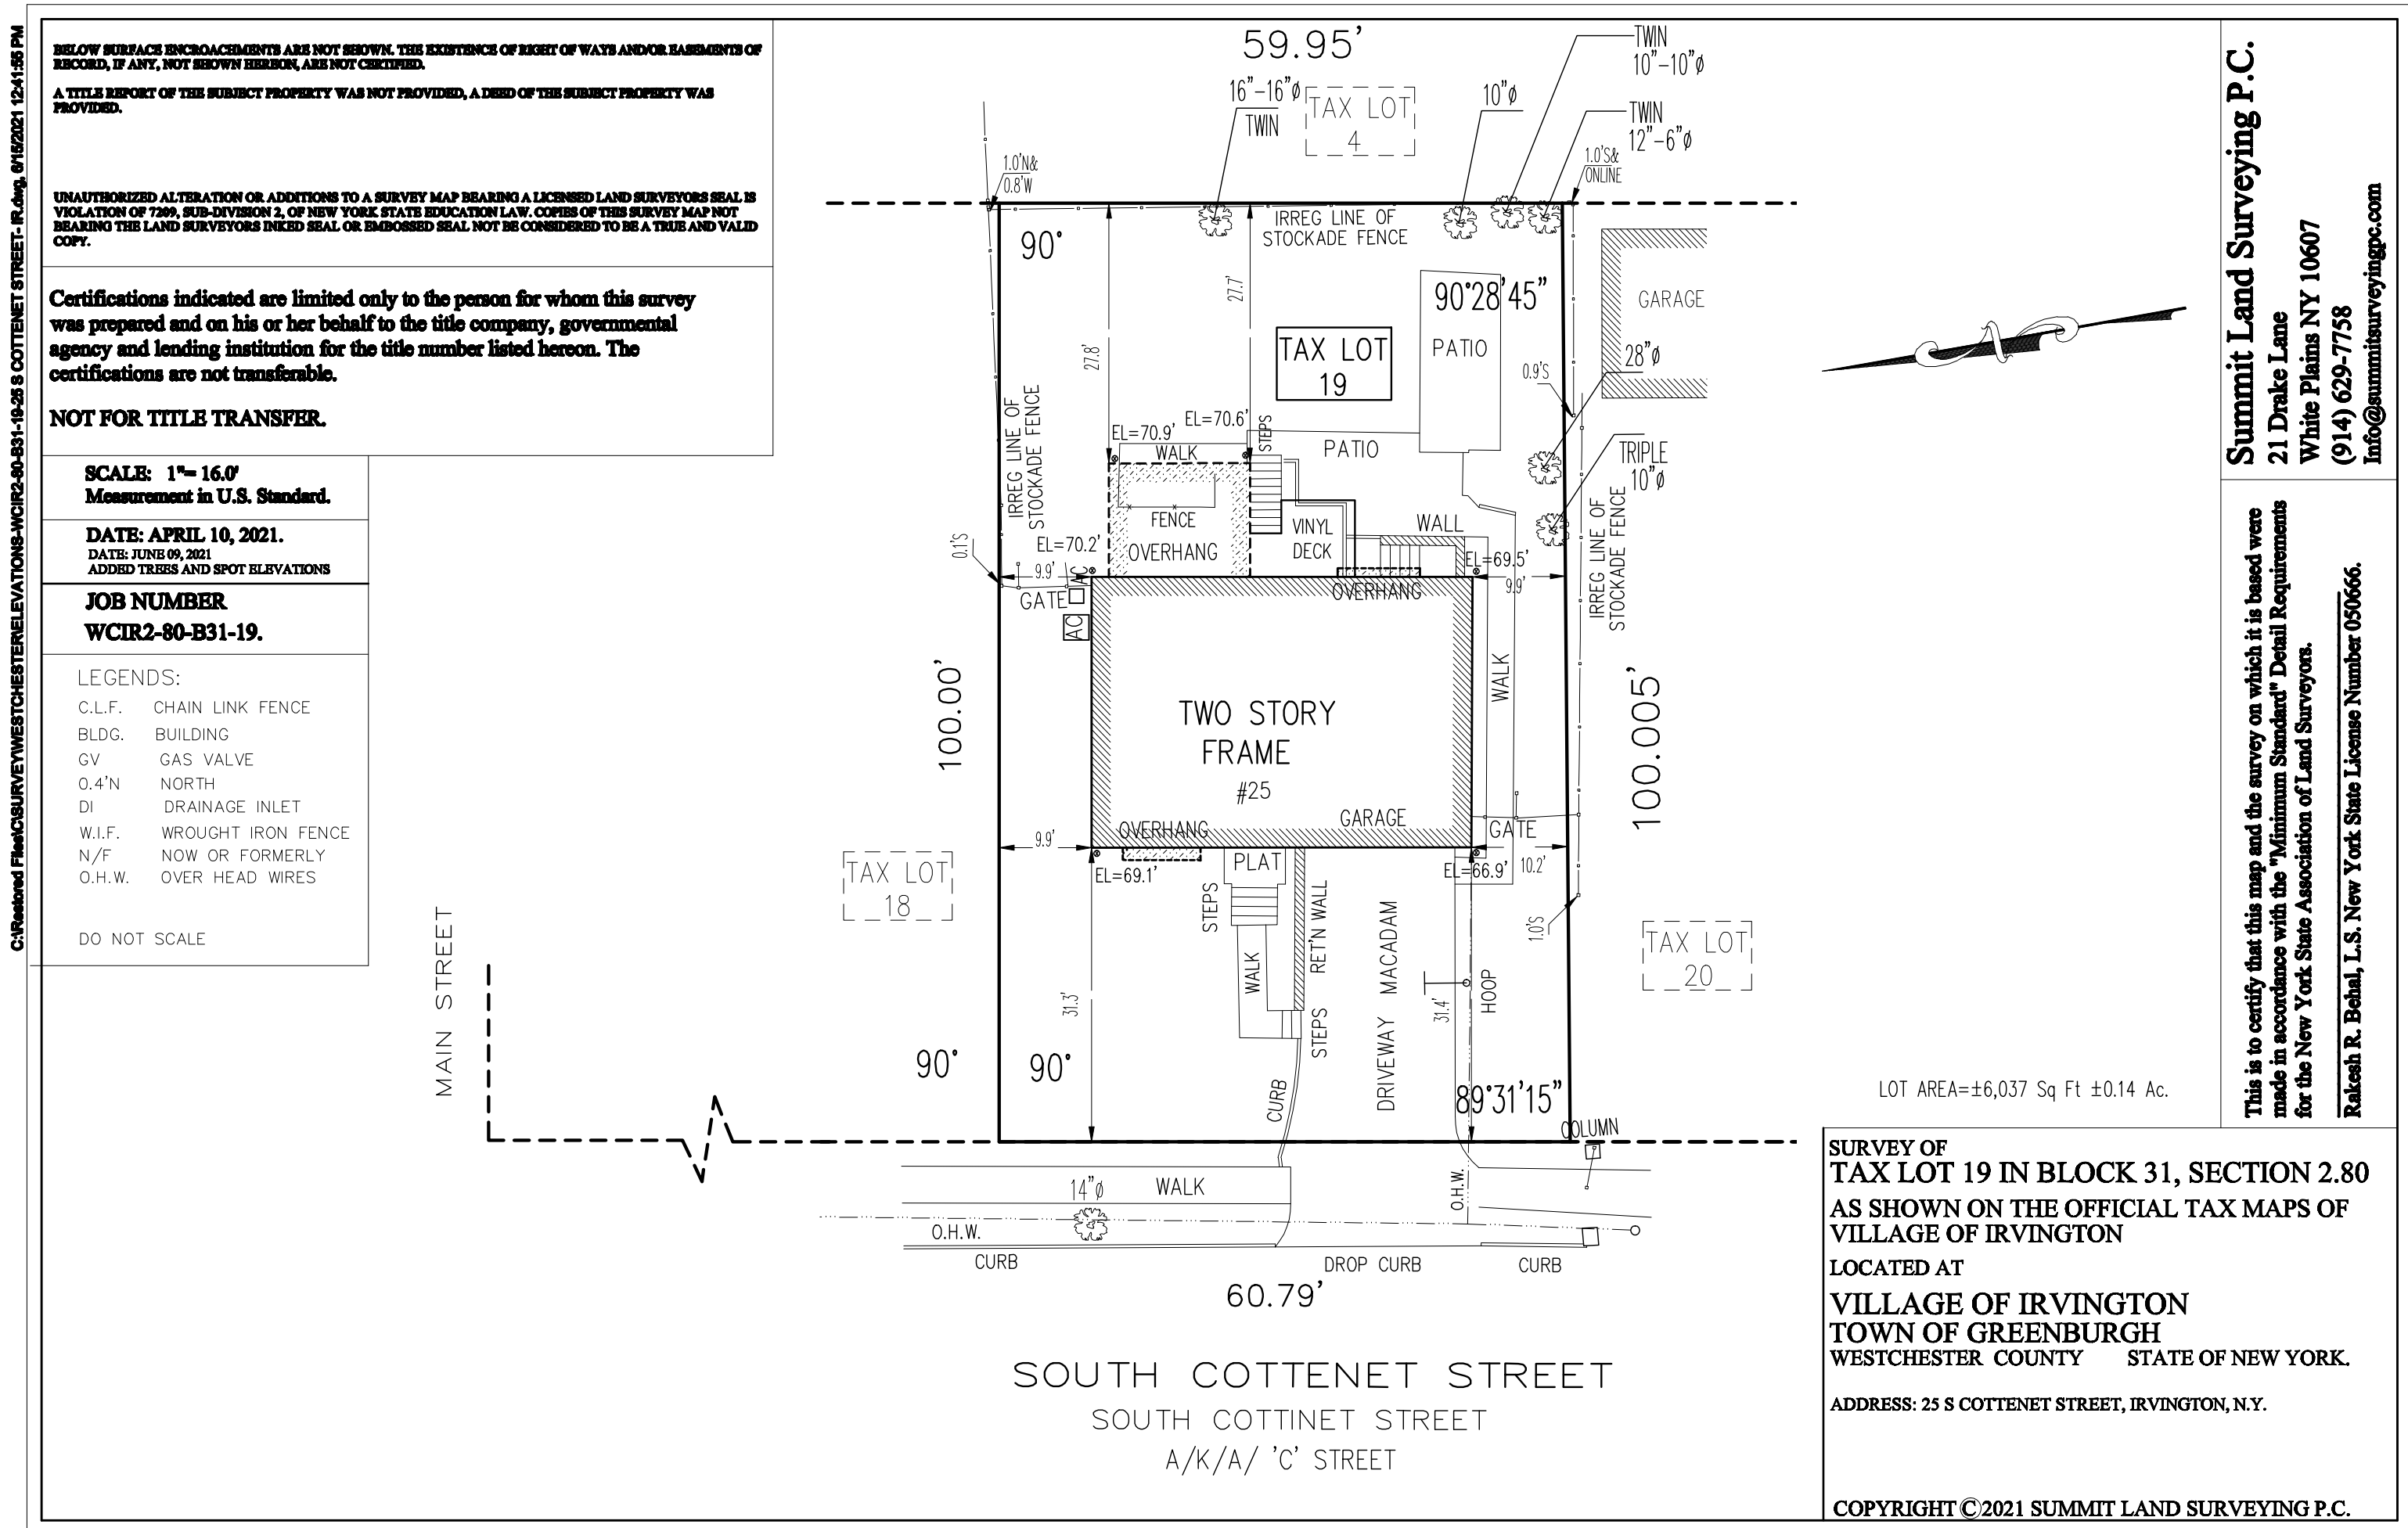 C:\Restored Files\C\SURVEY\WESTCHESTER\ELEVATIONS-WCIR2-80-B31-19-25 S COTTENET STREET- IR.dwg, 6/15/2021 12:41:55 PM
BELOW SURFACE ENCROACHMENTS ARE NOT SHOWN. THE EXISTENCE OF RIGHT OF WAYS AND/OR EASEMENTS OF
RECORD, IF ANY, NOT SHOWN HEREON, ARE NOT CERTIFIED.
A TITLE REPORT OF THE SUBJECT PROPERTY WAS NOT PROVIDED, A DEED OF THE SUBJECT PROPERTY WAS
PROVIDED.
UNAUTHORIZED ALTERATION OR ADDITIONS TO A SURVEY MAP BEARING A LICENSED LAND SURVEYORS SEAL IS
VIOLATION OF 7209, SUB-DIVISION 2, OF NEW YORK STATE EDUCATION LAW. COPIES OF THIS SURVEY MAP NOT
BEARING THE LAND SURVEYORS INKED SEAL OR EMBOSSED SEAL NOT BE CONSIDERED TO BE A TRUE AND VALID
COPY.
Certifications indicated are limited only to the person for whom this survey
was prepared and on his or her behalf to the title company, governmental
agency and lending institution for the title number listed hereon. The
certifications are not transferable.
NOT FOR TITLE TRANSFER.
SCALE: 1"= 16.0'
Measurement in U.S. Standard.
DATE: APRIL 10, 2021.
DATE: JUNE 09, 2021
ADDED TREES AND SPOT ELEVATIONS
JOB NUMBER
WCIR2-80-B31-19.
LEGENDS:
C.L.F. CHAIN LINK FENCE
BLDG. BUILDING
GV GAS VALVE
0.4'N NORTH
DI DRAINAGE INLET
W.I.F. WROUGHT IRON FENCE
N/F NOW OR FORMERLY
O.H.W. OVER HEAD WIRES
DO NOT SCALE
MAIN STREET
59.95'
16"-16"ø
TWIN
TAX LOT
4
10"ø
TWIN
10"-10"ø
TWIN
12"-6"ø
1.0'N&
0.8'W
1.0'S&
ONLINE
IRREG LINE OF
STOCKADE FENCE
90°
27.8'
27.7'
90°28'45"
GARAGE
TAX LOT
19
PATIO
28"ø
0.9'S
IRREG LINE OF
STOCKADE FENCE
EL=70.9'
EL=70.6'
STEPS
WALK
PATIO
TRIPLE
10"ø
FENCE
OVERHANG
VINYL
DECK
WALL
IRREG LINE OF
STOCKADE FENCE
0.1'S
EL=70.2'
9.9'
AC
GATE
AC
EL=69.5'
9.9'
OVERHANG
100.00'
TWO STORY
FRAME
#25
WALK
100.005'
GARAGE
OVERHANG
9.9'
GATE
10.2'
EL=69.1'
PLAT
EL=66.9'
TAX LOT
18
STEPS
WALK
RET'N WALL
STEPS
DRIVEWAY MACADAM
31.3'
31.4'
HOOP
1.0'S
TAX LOT
20
90°
90°
CURB
89°31'15"
COLUMN
14"ø
WALK
O.H.W.
O.H.W.
CURB
DROP CURB
CURB
60.79'
SOUTH COTTENET STREET
SOUTH COTTINET STREET
A/K/A/ 'C' STREET
N
LOT AREA=±6,037 Sq Ft ±0.14 Ac.
Summit Land Surveying P.C.
21 Drake Lane
White Plains NY 10607
(914) 629-7758
Info@summitsurveyingpc.com
This is to certify that this map and the survey on which it is based were
made in accordance with the "Minimum Standard" Detail Requirements
for the New York State Association of Land Surveyors.
Rakesh R. Behal, L.S. New York State License Number 050666.
SURVEY OF
TAX LOT 19 IN BLOCK 31, SECTION 2.80
AS SHOWN ON THE OFFICIAL TAX MAPS OF
VILLAGE OF IRVINGTON
LOCATED AT
VILLAGE OF IRVINGTON
TOWN OF GREENBURGH
WESTCHESTER COUNTY STATE OF NEW YORK.
ADDRESS: 25 S COTTENET STREET, IRVINGTON, N.Y.
COPYRIGHT ©2021 SUMMIT LAND SURVEYING P.C.